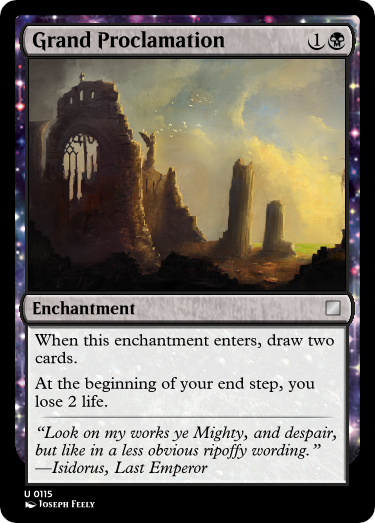 Grand Proclamation 1
Enchantment
When this enchantment enters, draw two
cards.
At the beginning of your end step, you
lose 2 life.
“Look on my works ye Mighty, and despair,
but like in a less obvious ripoffy wording.”
—Isidorus, Last Emperor
U 0115
Joseph Feely